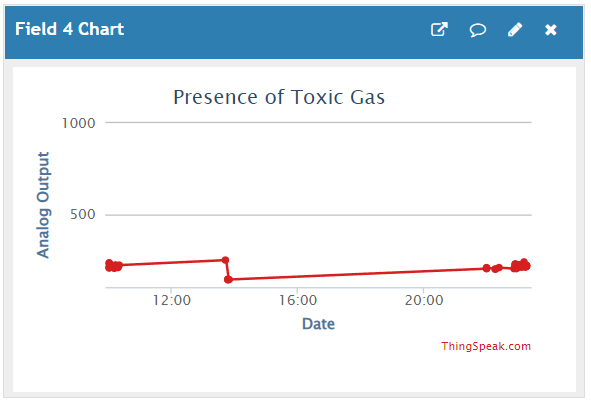 Field 4 Chart
Presence of Toxic Gas
1000
500
Analog Output
12:00 16:00 20:00
Date
ThingSpeak.com